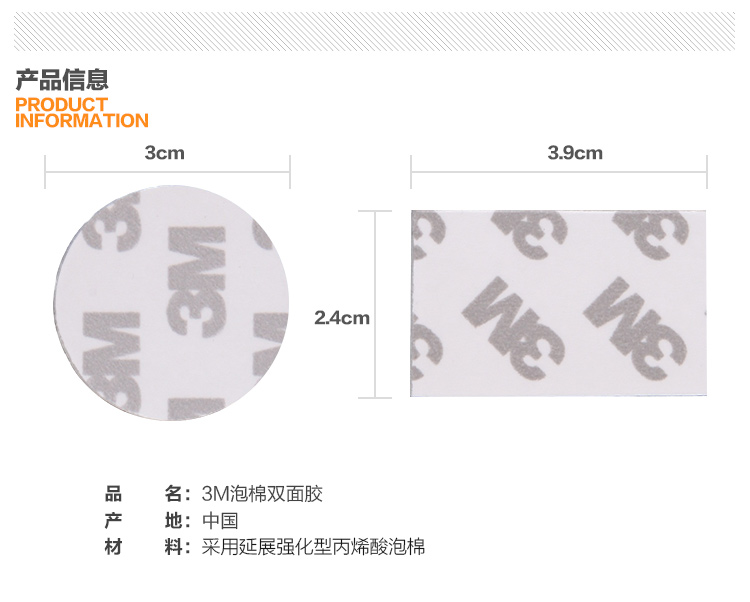 产品信息
PRODUCT
INFORMATION
3cm
3.9cm
2.4cm
3M
3M
3M
3M
3M
3M
3M
品 名：3M泡棉双面胶
产 地：中国
材 料：采用延展强化型丙烯酸泡棉